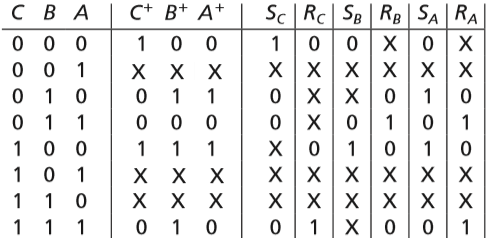 C B A C⁺ B⁺ A⁺ S_C R_C S_B R_B S_A R_A
0 0 0 1 0 0 1 0 0 X 0 X
0 0 1 X X X X X X X X X
0 1 0 0 1 1 0 X X 0 1 0
0 1 1 0 0 0 0 X 0 1 0 1
1 0 0 1 1 1 X 0 1 0 1 0
1 0 1 X X X X X X X X X
1 1 0 X X X X X X X X X
1 1 1 0 1 0 0 1 X 0 0 1